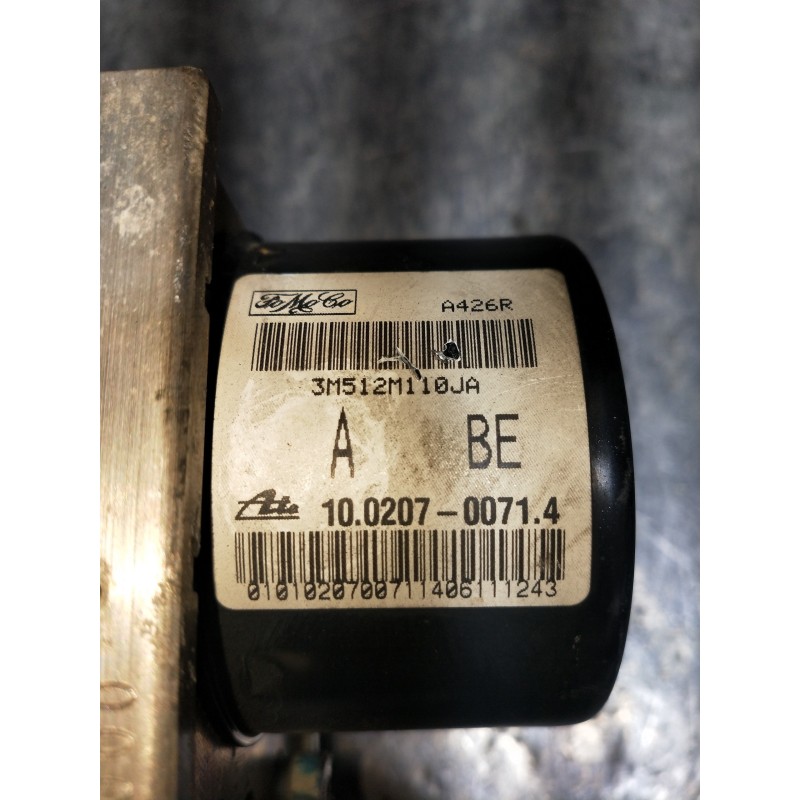 FoMoCo A426R
3M512M110JA
A BE
Ate 10.0207-0071.4
0101020700711406111243